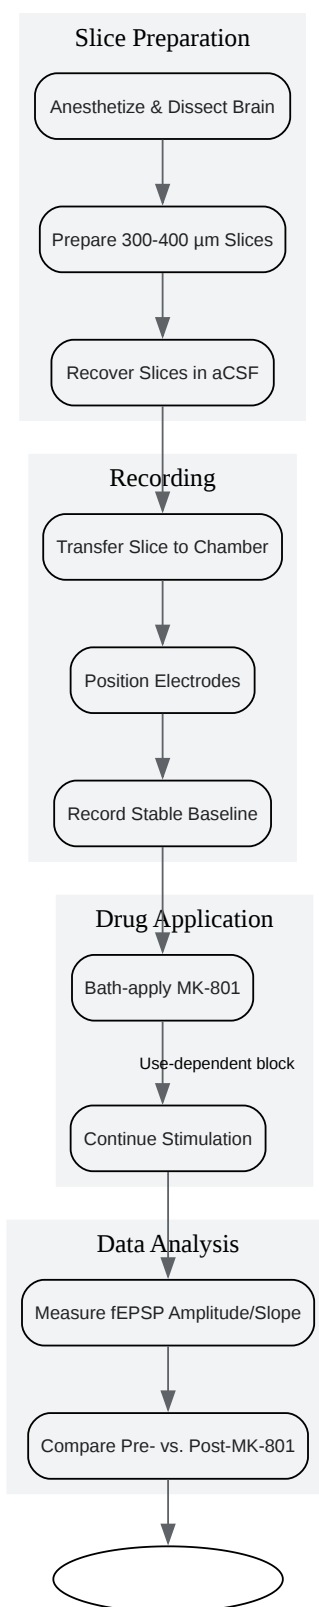 Slice Preparation
Anesthetize & Dissect Brain
Prepare 300-400 µm Slices
Recover Slices in aCSF
Recording
Transfer Slice to Chamber
Position Electrodes
Record Stable Baseline
Drug Application
Bath-apply MK-801
Use-dependent block
Continue Stimulation
Data Analysis
Measure fEPSP Amplitude/Slope
Compare Pre- vs. Post-MK-801